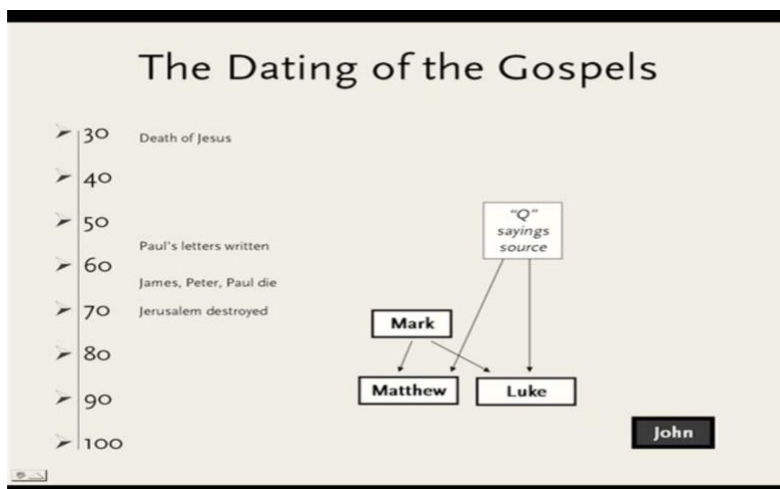 The Dating of the Gospels
30 Death of Jesus
40
50
Paul's letters written
60
James, Peter, Paul die
70 Jerusalem destroyed
80
90
100
"Q"
sayings
source
Mark
Matthew
Luke
John